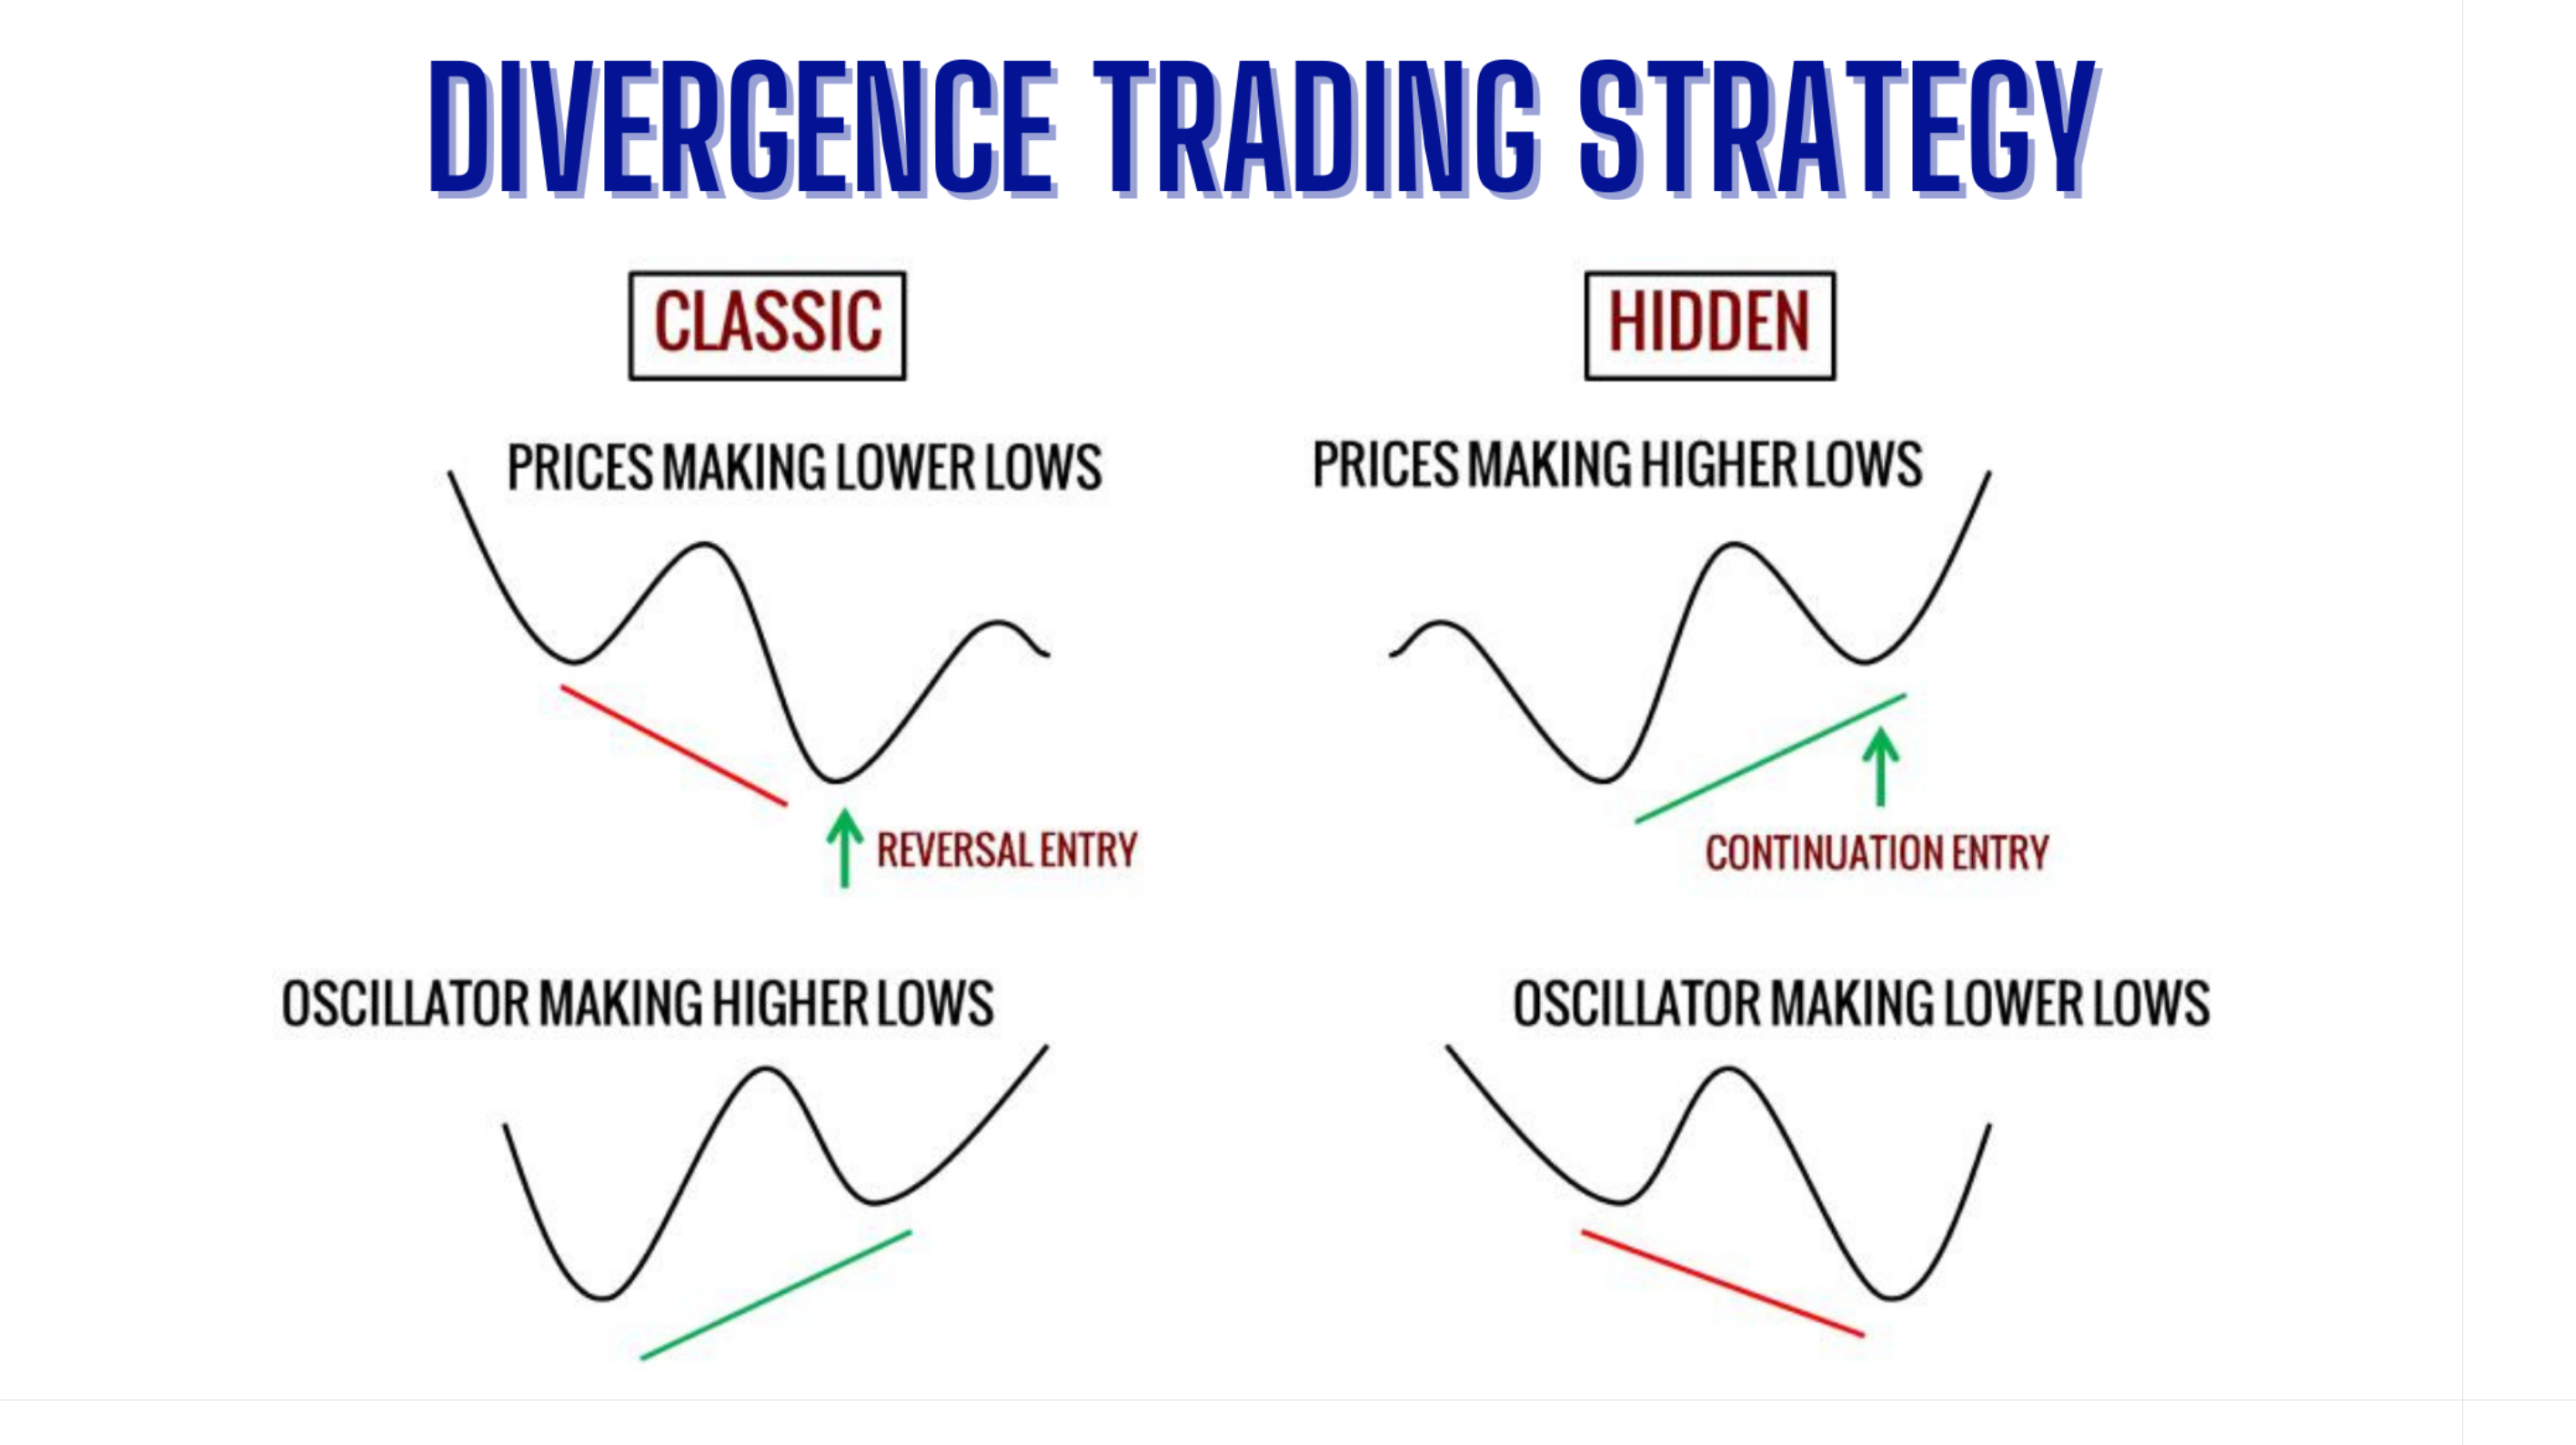 DIVERGENCE TRADING STRATEGY
CLASSIC
PRICES MAKING LOWER LOWS
REVERSAL ENTRY
OSCILLATOR MAKING HIGHER LOWS
HIDDEN
PRICES MAKING HIGHER LOWS
CONTINUATION ENTRY
OSCILLATOR MAKING LOWER LOWS